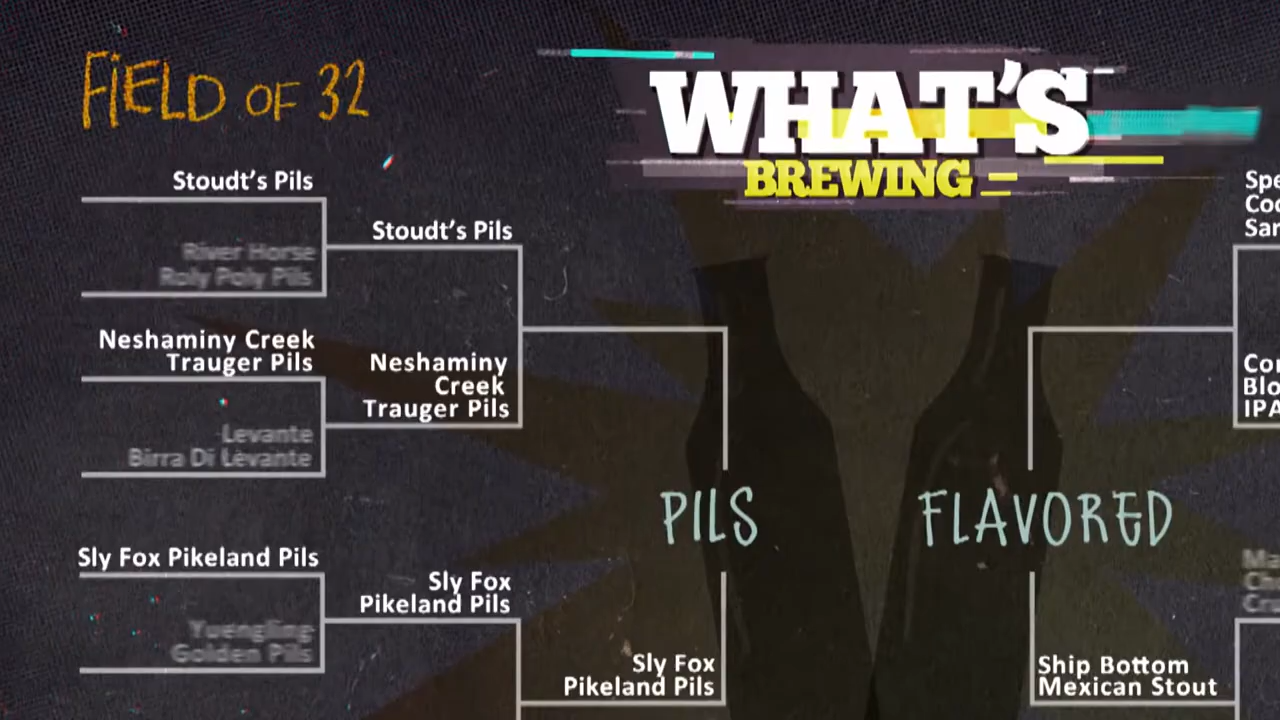 FIELD OF 32
WHAT'S
BREWING
Stoudt's Pils
River Horse
Roly Poly Pils
Stoudt's Pils
Neshaminy Creek
Trauger Pils
Levante
Birra Di Levante
Neshaminy
Creek
Trauger Pils
Sly Fox Pikeland Pils
Yuengling
Golden Pils
Sly Fox
Pikeland Pils
Sly Fox
Pikeland Pils
PILS
FLAVORED
Ship Bottom
Mexican Stout
IPA